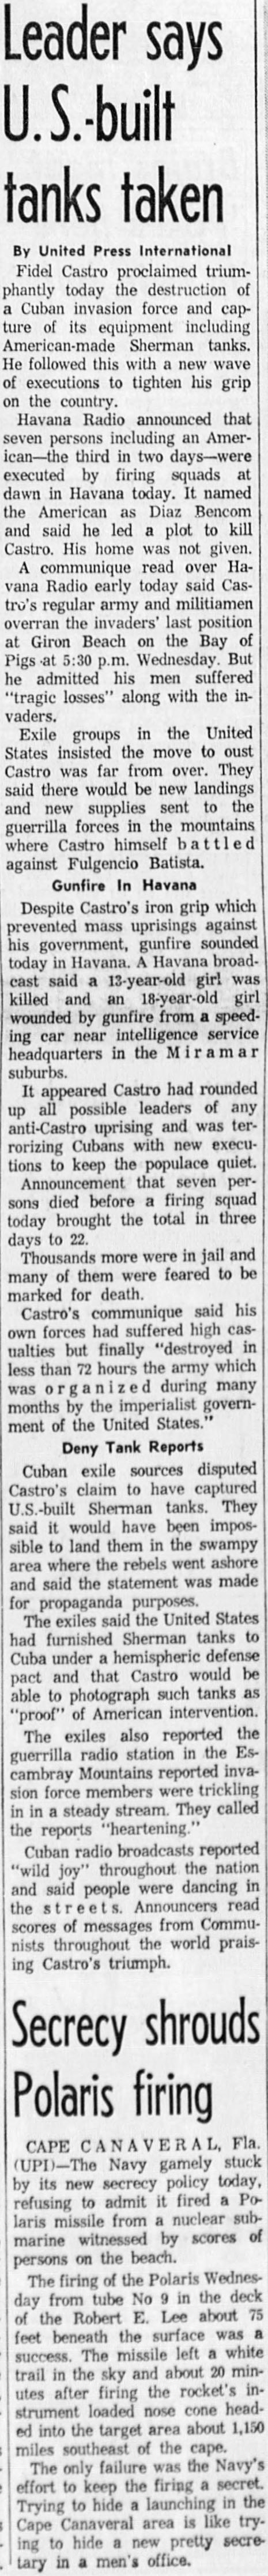 Leader says
U.S.-built
tanks taken
By United Press International
Fidel Castro proclaimed trium-
phantly today the destruction of
a Cuban invasion force and cap-
ture of its equipment including
American-made Sherman tanks.
He followed this with a new wave
of executions to tighten his grip
on the country.
Havana Radio announced that
seven persons including an Amer-
ican—the third in two days—were
executed by firing squads at
dawn in Havana today. It named
the American as Diaz Bencom
and said he led a plot to kill
Castro. His home was not given.
A communique read over Ha-
vana Radio early today said Cas-
tro's regular army and militiamen
overran the invaders' last position
at Giron Beach on the Bay of
Pigs at 5:30 p.m. Wednesday. But
he admitted his men suffered
"tragic losses" along with the in-
vaders.
Exile groups in the United
States insisted the move to oust
Castro was far from over. They
said there would be new landings
and new supplies sent to the
guerrilla forces in the mountains
where Castro himself battled
against Fulgencio Batista.
Gunfire In Havana
Despite Castro's iron grip which
prevented mass uprisings against
his government, gunfire sounded
today in Havana. A Havana broad-
cast said a 13-year-old girl was
killed and an 18-year-old girl
wounded by gunfire from a speed-
ing car near intelligence service
headquarters in the Miramar
suburbs.
It appeared Castro had rounded
up all possible leaders of any
anti-Castro uprising and was ter-
rorizing Cubans with new execu-
tions to keep the populace quiet.
Announcement that seven per-
sons died before a firing squad
today brought the total in three
days to 22.
Thousands more were in jail and
many of them were feared to be
marked for death.
Castro's communique said his
own forces had suffered high cas-
ualties but finally "destroyed in
less than 72 hours the army which
was organized during many
months by the imperialist govern-
ment of the United States."
Deny Tank Reports
Cuban exile sources disputed
Castro's claim to have captured
U.S.-built Sherman tanks. They
said it would have been impos-
sible to land them in the swampy
area where the rebels went ashore
and said the statement was made
for propaganda purposes.
The exiles said the United States
had furnished Sherman tanks to
Cuba under a hemispheric defense
pact and that Castro would be
able to photograph such tanks as
"proof" of American intervention.
The exiles also reported the
guerrilla radio station in the Es-
cambray Mountains reported inva-
sion force members were trickling
in in a steady stream. They called
the reports "heartening."
Cuban radio broadcasts reported
"wild joy" throughout the nation
and said people were dancing in
the streets. Announcers read
scores of messages from Commu-
nists throughout the world prais-
ing Castro's triumph.
Secrecy shrouds
Polaris firing
CAPE CANAVERAL, Fla.
(UPI)—The Navy gamely stuck
by its new secrecy policy today,
refusing to admit it fired a Po-
laris missile from a nuclear sub-
marine witnessed by scores of
persons on the beach.
The firing of the Polaris Wednes-
day from tube No 9 in the deck
of the Robert E. Lee about 75
feet beneath the surface was a
success. The missile left a white
trail in the sky and about 20 min-
utes after firing the rocket's in-
strument loaded nose cone head-
ed into the target area about 1,150
miles southeast of the cape.
The only failure was the Navy's
effort to keep the firing a secret.
Trying to hide a launching in the
Cape Canaveral area is like try-
ing to hide a new pretty secre-
tary in a men's office.